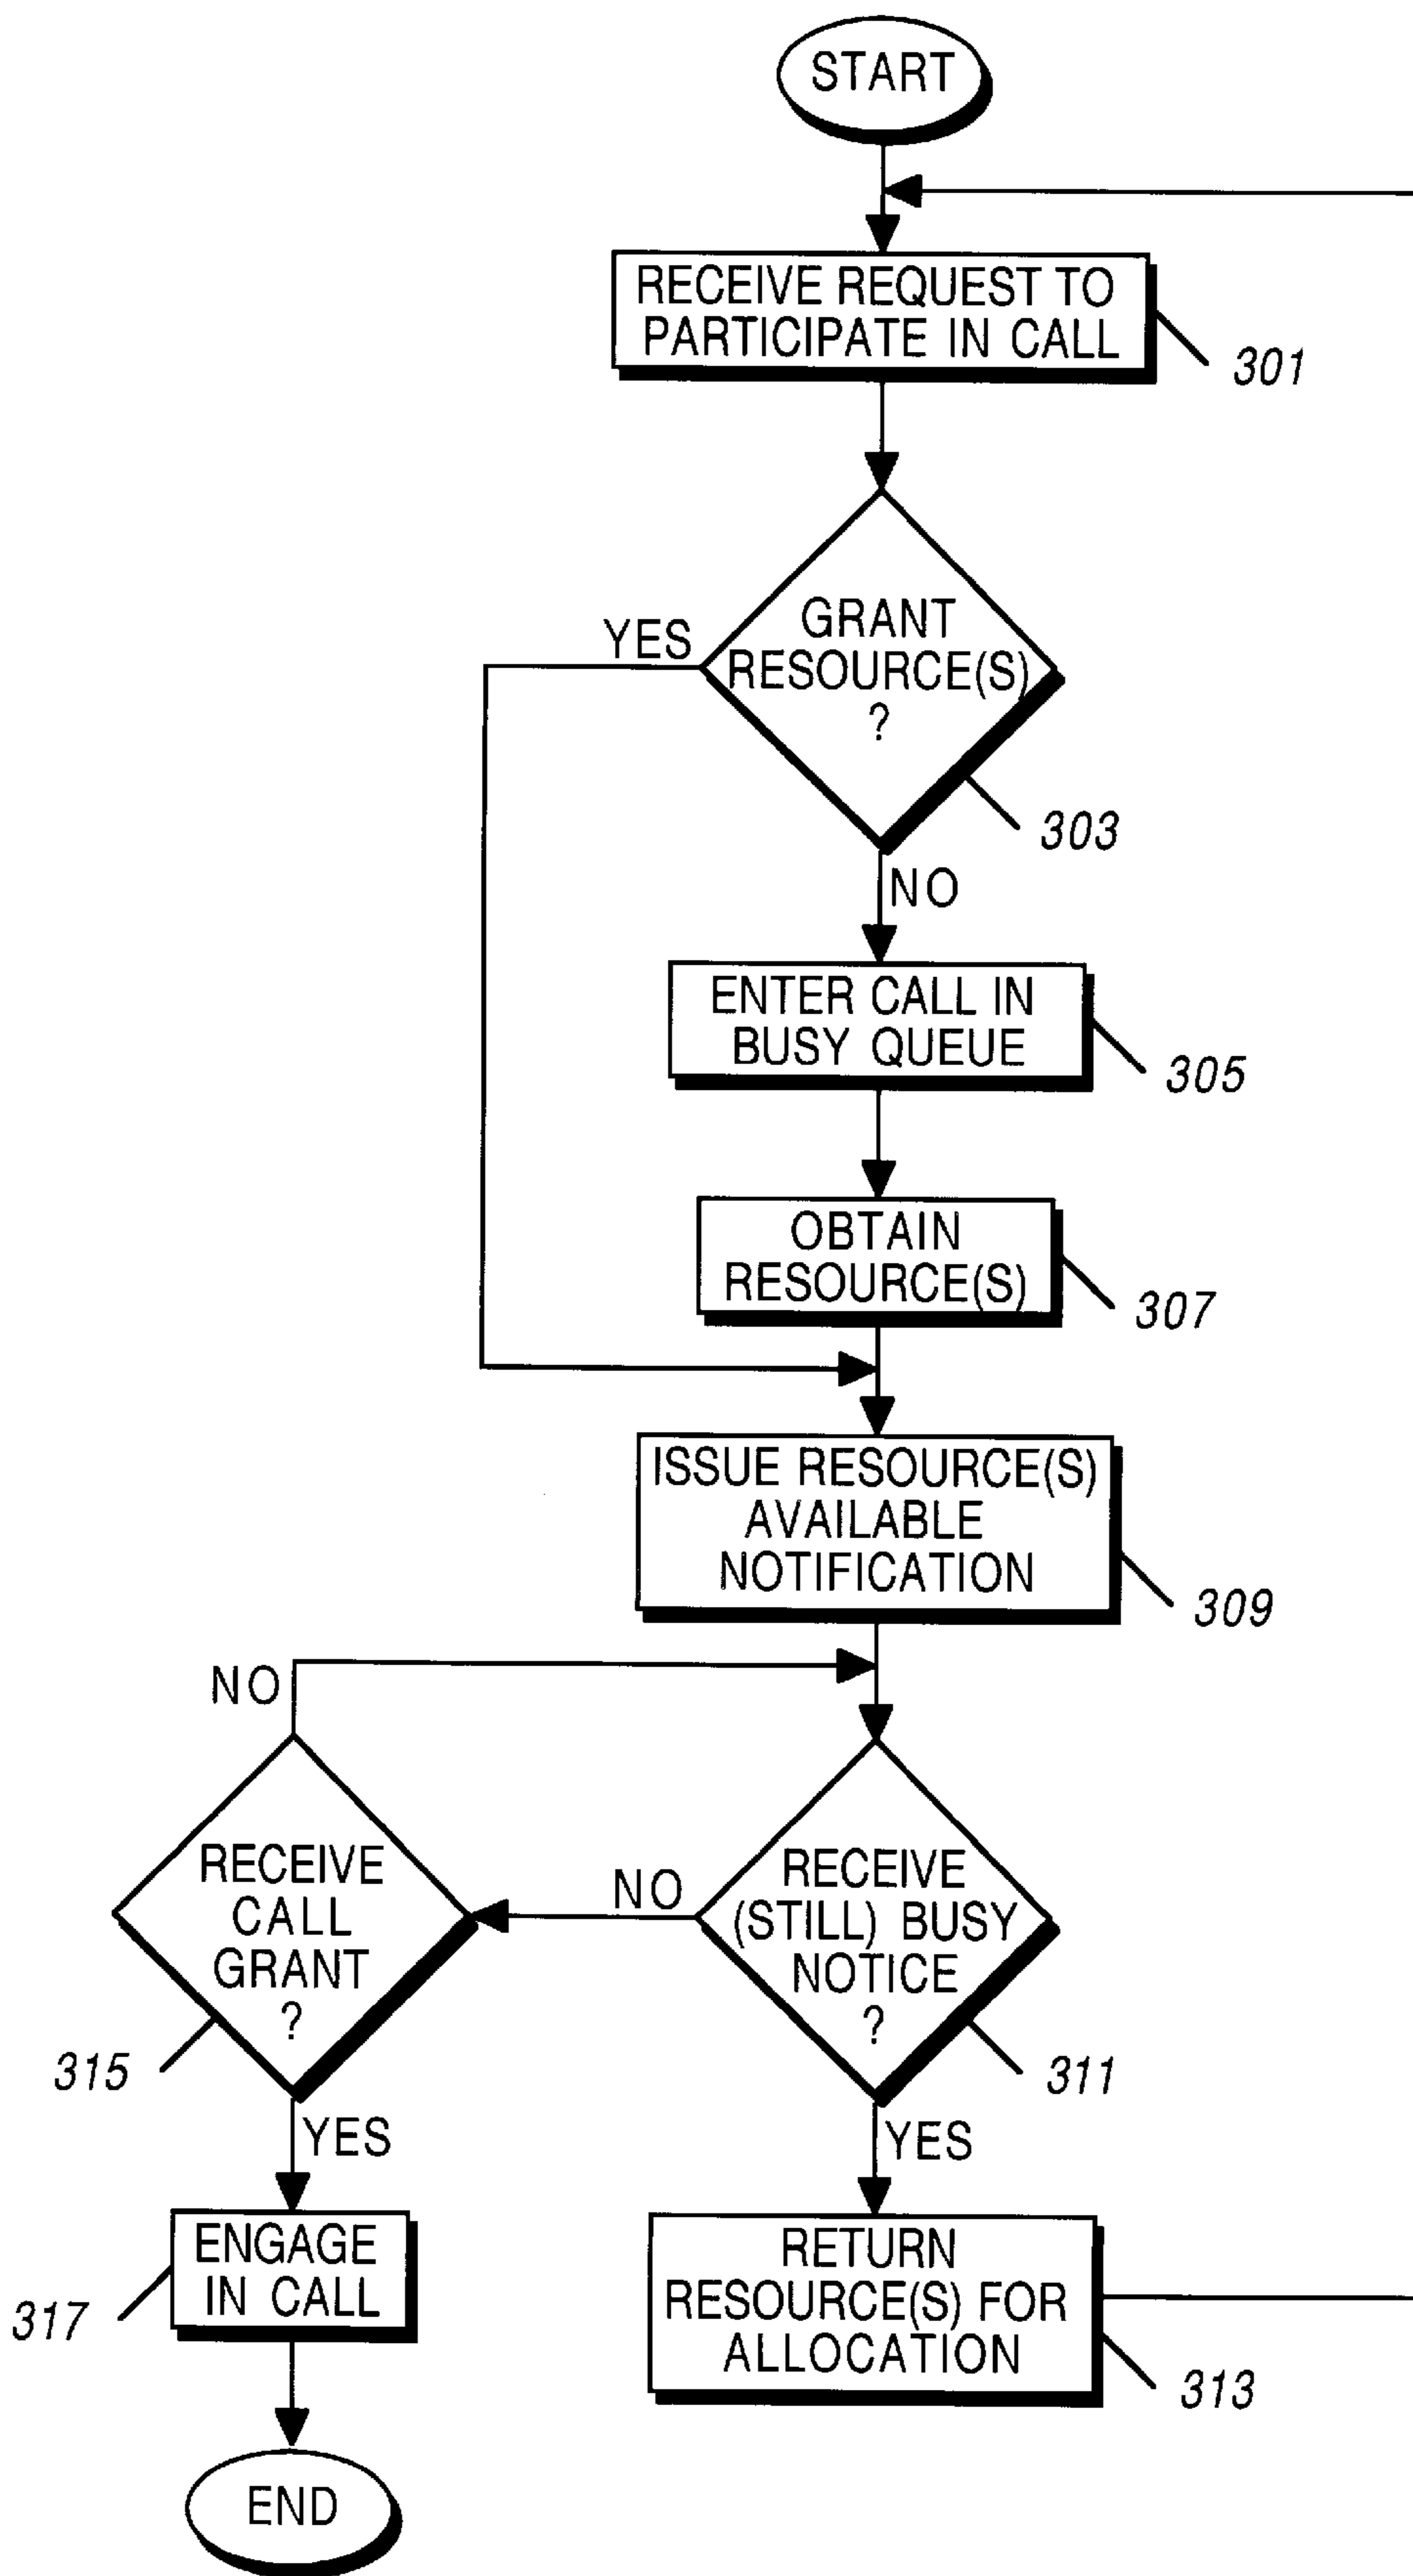 START
RECEIVE REQUEST TO
PARTICIPATE IN CALL
301
GRANT
RESOURCE(S)
?
YES
303
NO
ENTER CALL IN
BUSY QUEUE
305
OBTAIN
RESOURCE(S)
307
ISSUE RESOURCE(S)
AVAILABLE
NOTIFICATION
309
NO
RECEIVE
CALL
GRANT
?
NO
RECEIVE
(STILL) BUSY
NOTICE
?
315
311
YES
YES
ENGAGE
IN CALL
317
RETURN
RESOURCE(S) FOR
ALLOCATION
313
END